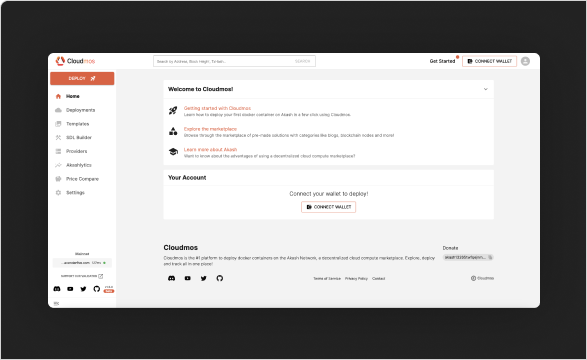 Cloudmos
Search by Address, Block Height, TxHash...
SEARCH
Get Started
CONNECT WALLET
DEPLOY
Home
Deployments
Templates
SDL Builder
Providers
Akashlytics
Price Compare
Settings
Welcome to Cloudmos!
Getting started with Cloudmos
Learn how to deploy your first docker container on Akash in a few click using Cloudmos.
Explore the marketplace
Browse through the marketplace of pre-made solutions with categories like blogs, blockchain nodes and more!
Learn more about Akash
Want to know about the advantages of using a decentralized cloud compute marketplace?
Your Account
Connect your wallet to deploy!
CONNECT WALLET
Mainnet
Cloudmos
Cloudmos is the #1 platform to deploy docker containers on the Akash Network, a decentralized cloud compute marketplace. Explore, deploy
and track all in one place!
Donate
Terms of Service
Privacy Policy
Contact
Cloudmos